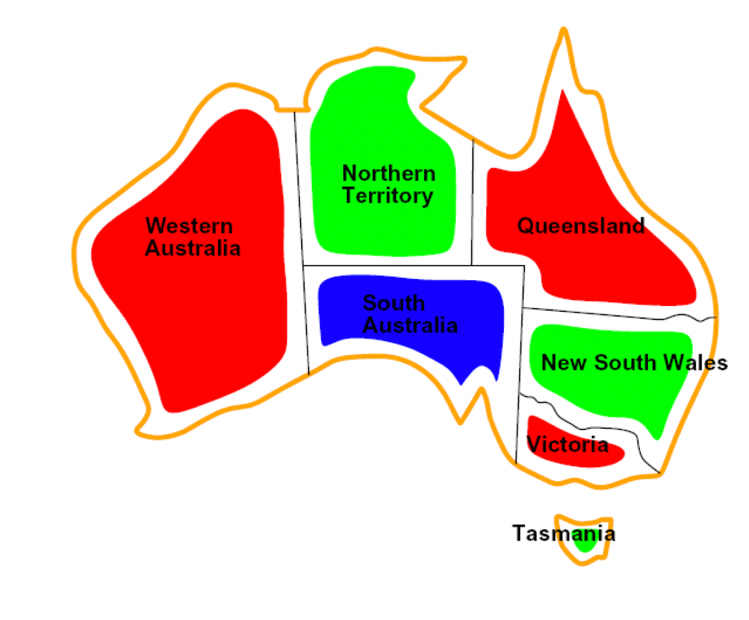 Northern
Territory
Western
Australia
Queensland
South
Australia
New South Wales
Victoria
Tasmania